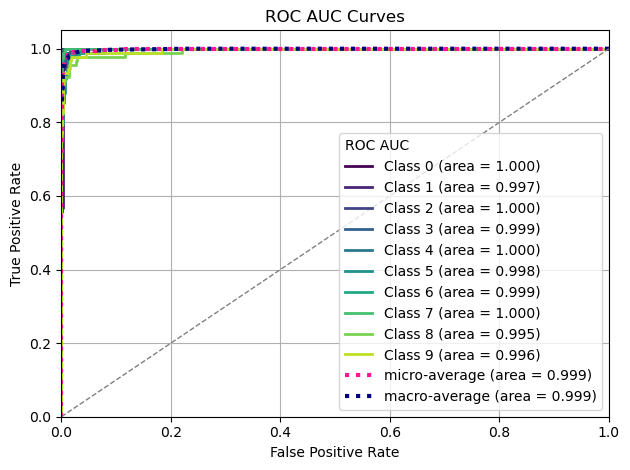 ROC AUC Curves
True Positive Rate
1.0
0.8
0.6
0.4
0.2
0.0
ROC AUC
Class 0 (area = 1.000)
Class 1 (area = 0.997)
Class 2 (area = 1.000)
Class 3 (area = 0.999)
Class 4 (area = 1.000)
Class 5 (area = 0.998)
Class 6 (area = 0.999)
Class 7 (area = 1.000)
Class 8 (area = 0.995)
Class 9 (area = 0.996)
micro-average (area = 0.999)
macro-average (area = 0.999)
0.0 0.2 0.4 0.6 0.8 1.0
False Positive Rate